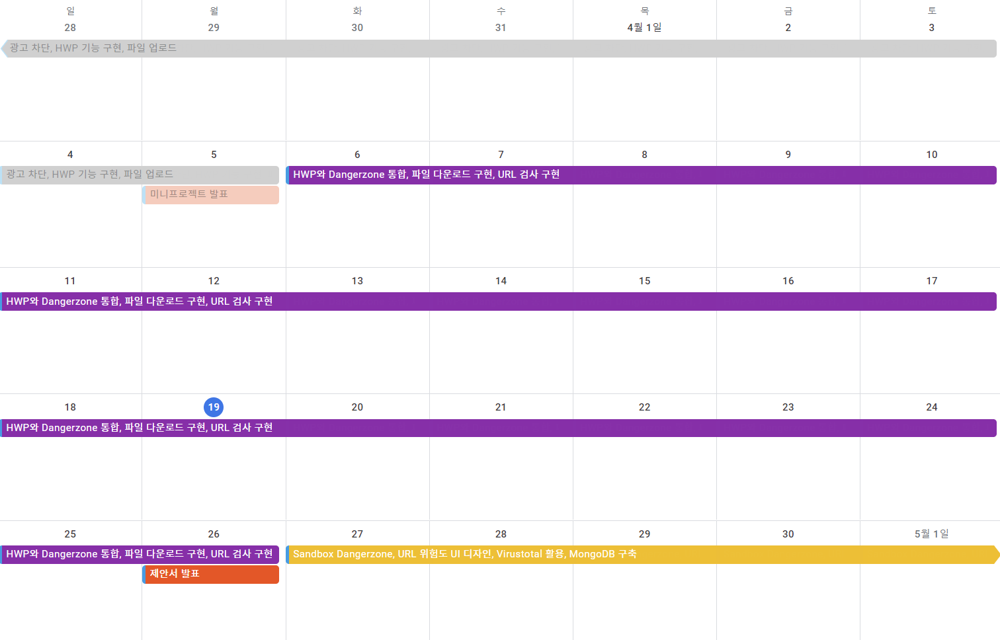 일 월 화 수 목 금 토
28 29 30 31 4월 1일 2 3
광고 차단, HWP 기능 구현, 파일 업로드
4 5 6 7 8 9 10
광고 차단, HWP 기능 구현, 파일 업로드 HWP와 Dangerzone 통합, 파일 다운로드 구현, URL 검사 구현
미니프로젝트 발표
11 12 13 14 15 16 17
HWP와 Dangerzone 통합, 파일 다운로드 구현, URL 검사 구현
18 19 20 21 22 23 24
HWP와 Dangerzone 통합, 파일 다운로드 구현, URL 검사 구현
25 26 27 28 29 30 5월 1일
HWP와 Dangerzone 통합, 파일 다운로드 구현, URL 검사 구현 Sandbox Dangerzone, URL 위험도 UI 디자인, Virustotal 활용, MongoDB 구축
제안서 발표